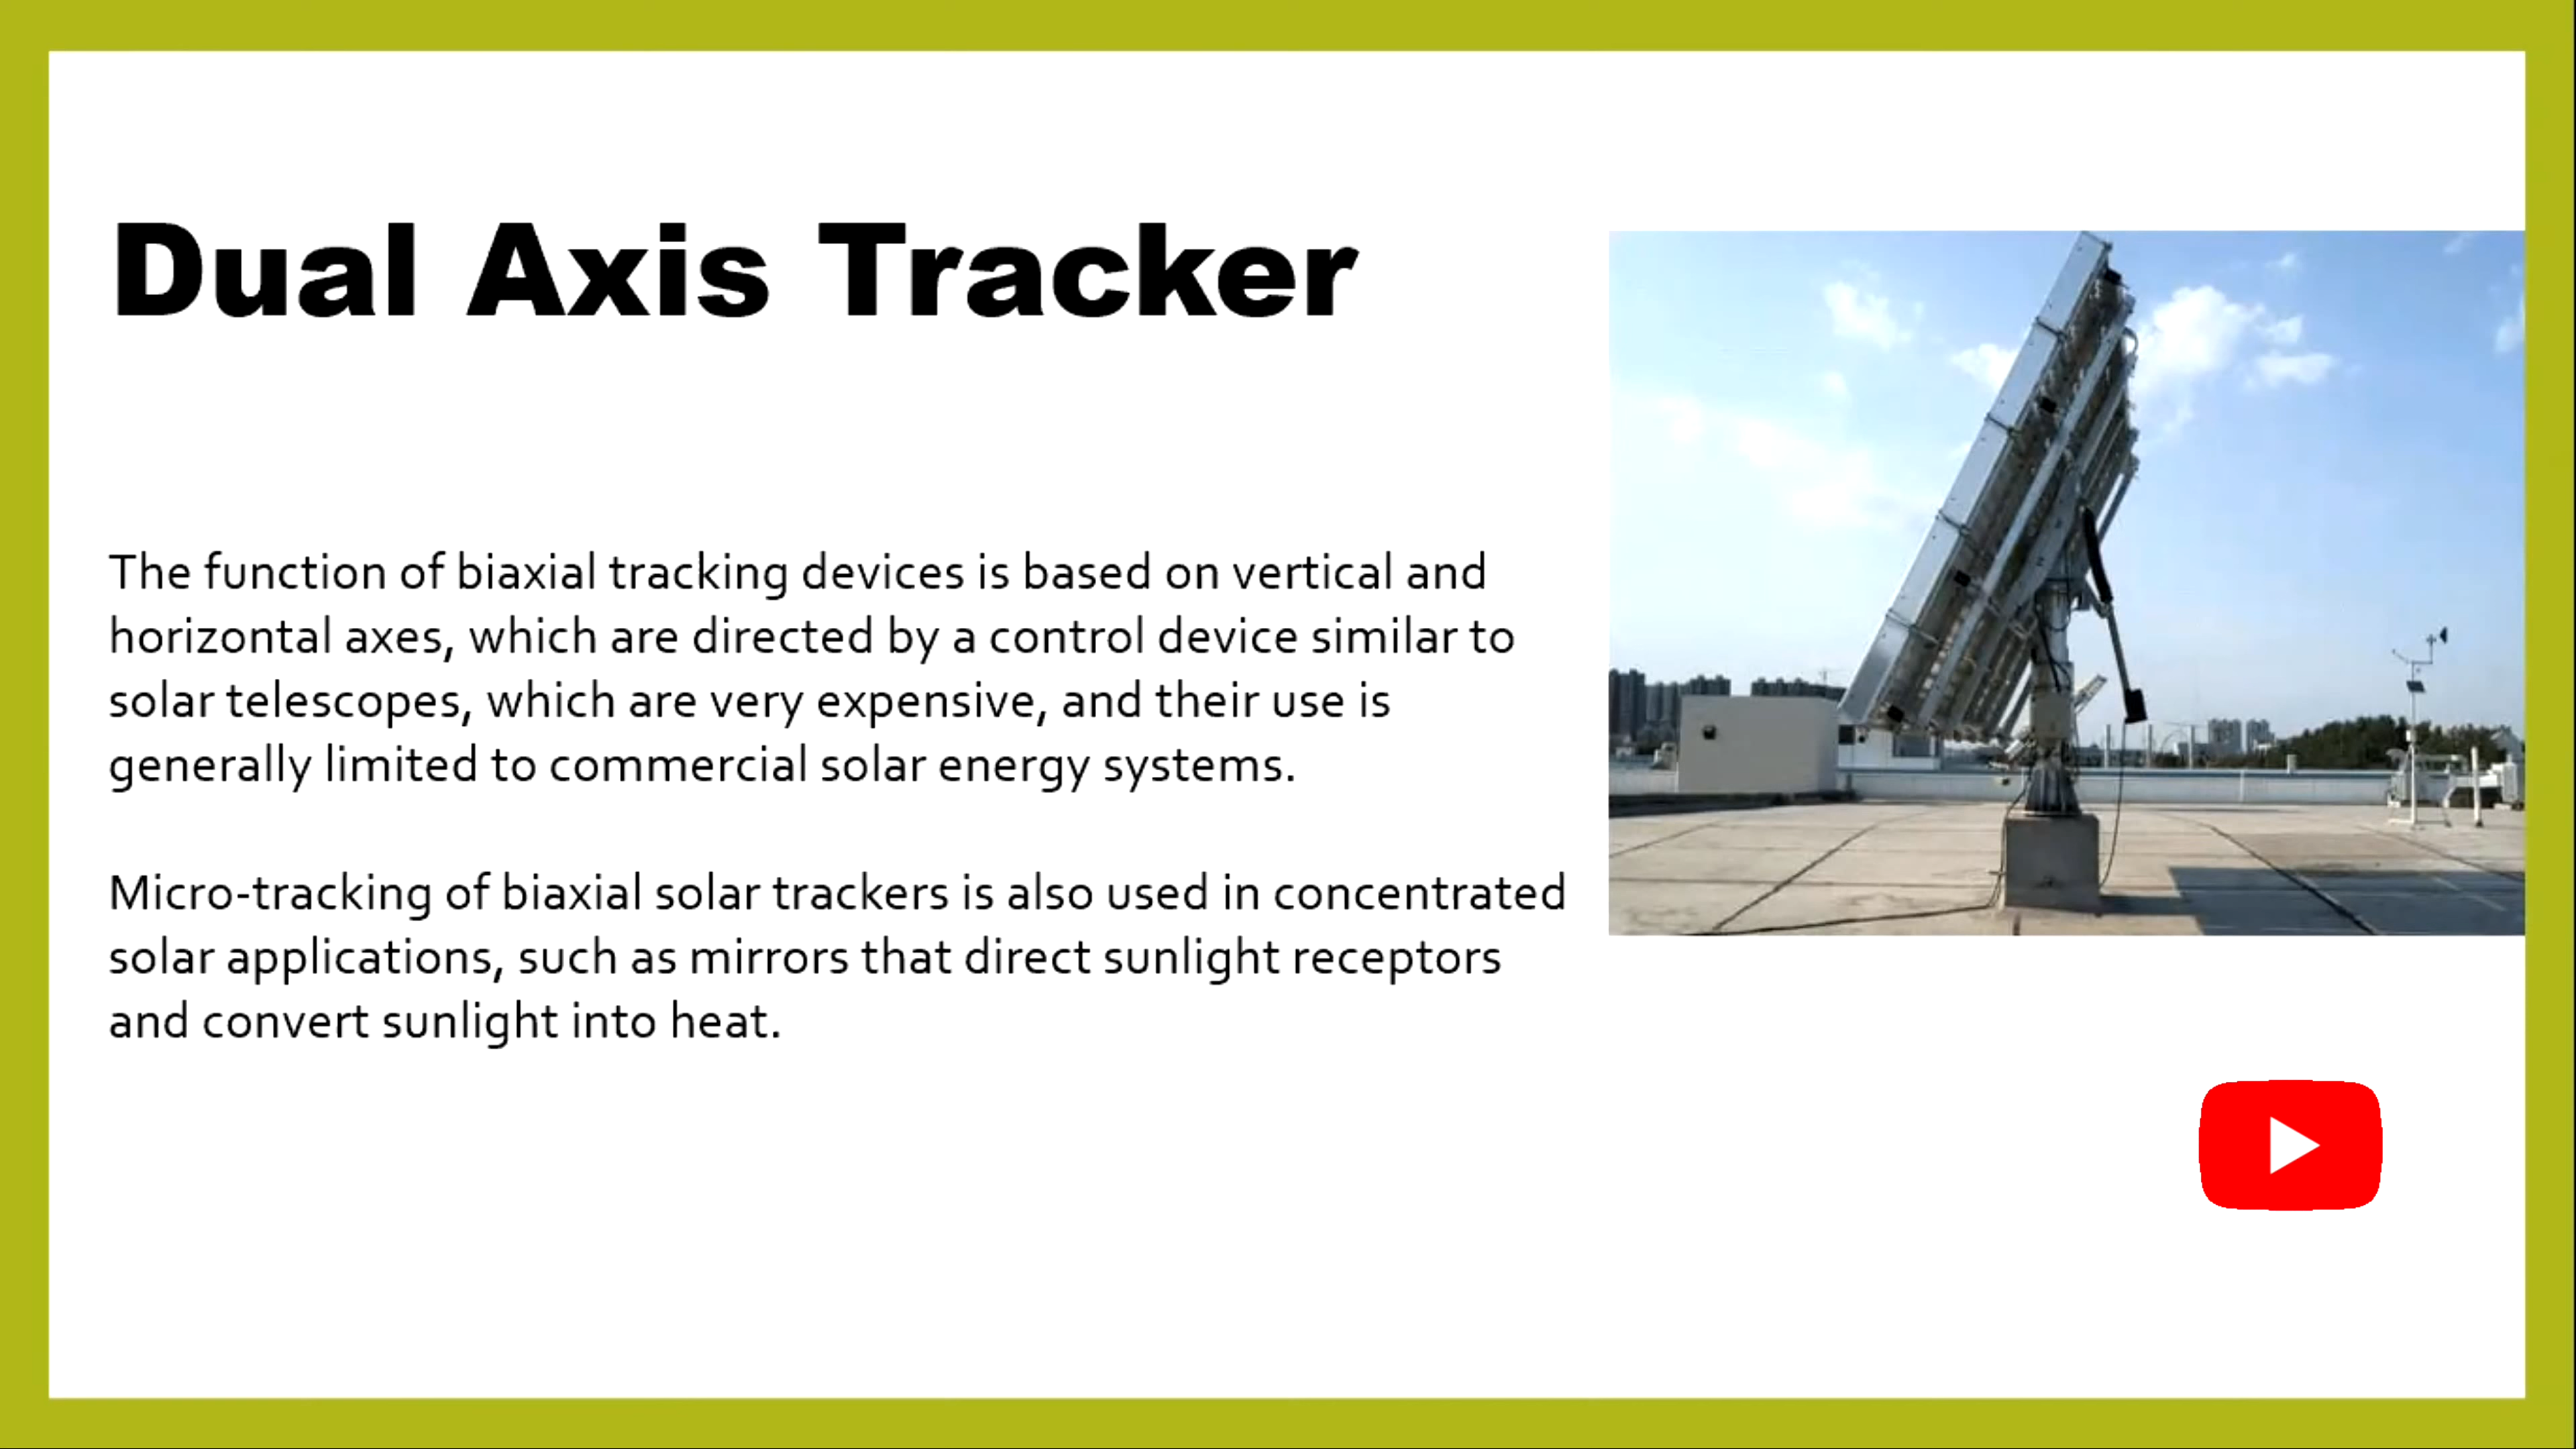 Dual Axis Tracker
The function of biaxial tracking devices is based on vertical and
horizontal axes, which are directed by a control device similar to
solar telescopes, which are very expensive, and their use is
generally limited to commercial solar energy systems.
Micro-tracking of biaxial solar trackers is also used in concentrated
solar applications, such as mirrors that direct sunlight receptors
and convert sunlight into heat.